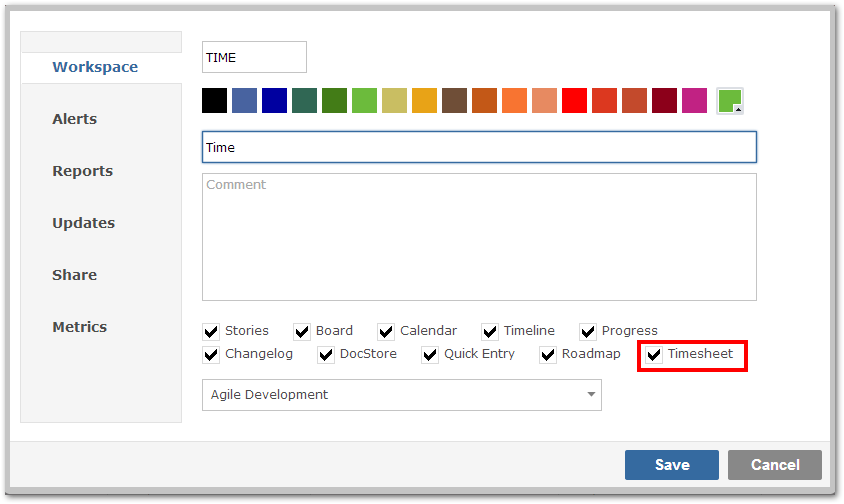 Workspace
Alerts
Reports
Updates
Share
Metrics
TIME
Time
Comment
Stories Board Calendar Timeline Progress
Changelog DocStore Quick Entry Roadmap Timesheet
Agile Development
Save Cancel